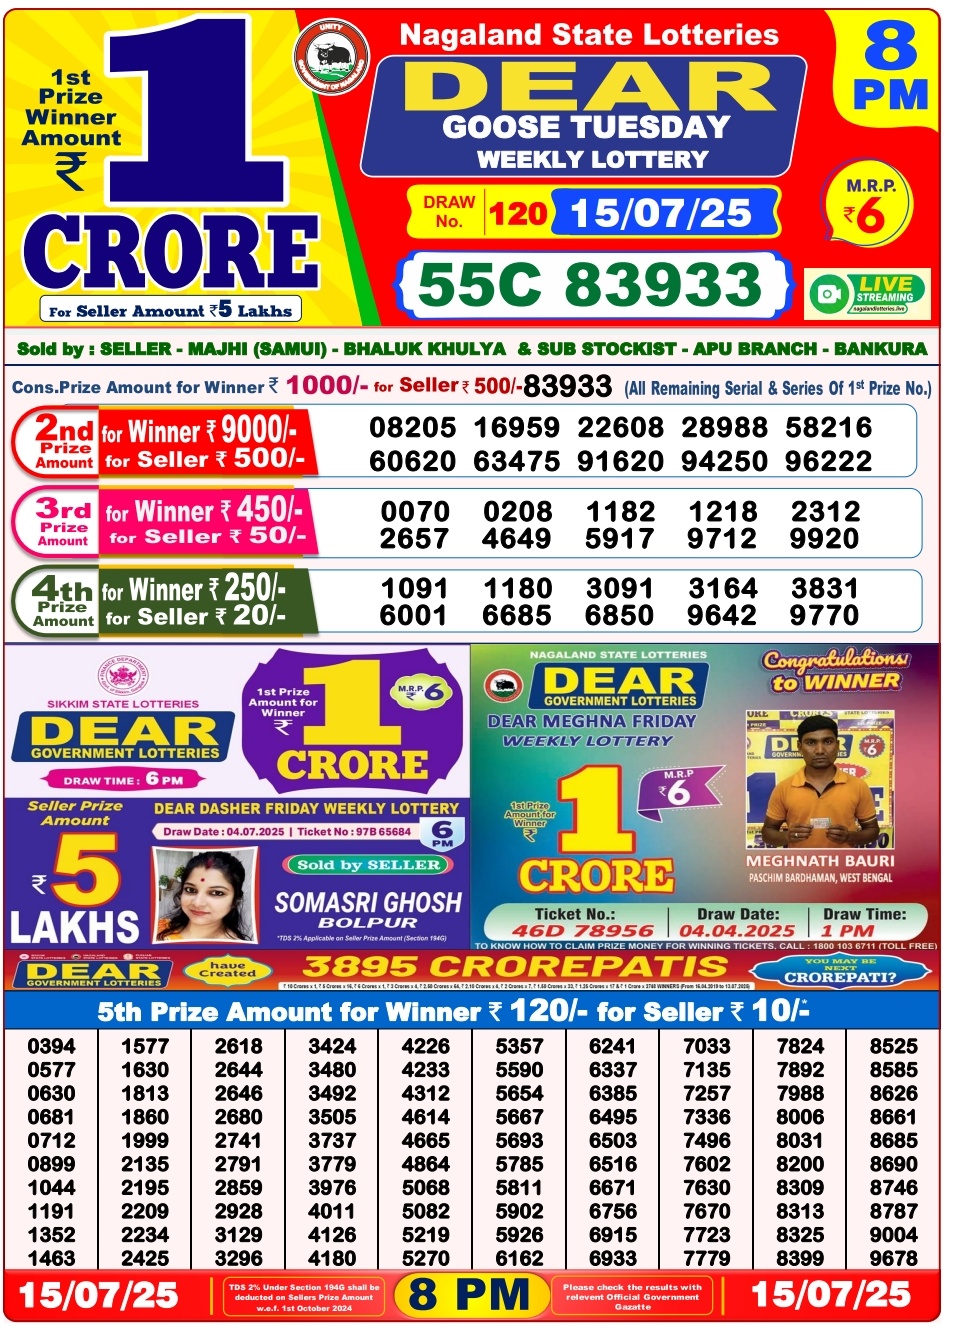 1st
Prize
Winner
Amount
₹
1
CRORE
For Seller Amount ₹5 Lakhs
UNITY
GOVERNMENT OF NAGALAND
Nagaland State Lotteries
DEAR
GOOSE TUESDAY
WEEKLY LOTTERY
8
PM
DRAW
No.
120
15/07/25
M.R.P.
₹6
55C 83933
LIVE
STREAMING
nagalandlotteries.live
Sold by : SELLER - MAJHI (SAMUI) - BHALUK KHULYA & SUB STOCKIST - APU BRANCH - BANKURA
Cons.Prize Amount for Winner ₹ 1000/- for Seller ₹ 500/- 83933 (All Remaining Serial & Series Of 1st Prize No.)
2nd
Prize
Amount
for Winner ₹ 9000/-
for Seller ₹ 500/-
08205 16959 22608 28988 58216
60620 63475 91620 94250 96222
3rd
Prize
Amount
for Winner ₹ 450/-
for Seller ₹ 50/-
0070 0208 1182 1218 2312
2657 4649 5917 9712 9920
4th
Prize
Amount
for Winner ₹ 250/-
for Seller ₹ 20/-
1091 1180 3091 3164 3831
6001 6685 6850 9642 9770
SIKKIM STATE LOTTERIES
DEAR
GOVERNMENT LOTTERIES
DRAW TIME : 6 PM
1st Prize
Amount for
Winner
₹
1
CRORE
M.R.P.
₹6
Seller Prize
Amount
₹5
LAKHS
DEAR DASHER FRIDAY WEEKLY LOTTERY
Draw Date : 04.07.2025 | Ticket No : 97B 65684
6
PM
Sold by SELLER
SOMASRI GHOSH
BOLPUR
*TDS 2% Applicable on Seller Prize Amount (Section 194G)
NAGALAND STATE LOTTERIES
DEAR
GOVERNMENT LOTTERIES
DEAR MEGHNA FRIDAY
WEEKLY LOTTERY
1st Prize
Amount for
Winner
₹
1
CRORE
M.R.P
₹6
Congratulations!
to WINNER
MEGHNATH BAURI
PASCHIM BARDHAMAN, WEST BENGAL
Ticket No.: Draw Date: Draw Time:
46D 78956 04.04.2025 1 PM
TO KNOW HOW TO CLAIM PRIZE MONEY FOR WINNING TICKETS, CALL : 1800 103 6711 (TOLL FREE)
DEAR
GOVERNMENT LOTTERIES
have
Created
3895 CROREPATIS
YOU MAY BE
NEXT
CROREPATI?
5th Prize Amount for Winner ₹ 120/- for Seller ₹ 10/-*
0394 1577 2618 3424 4226 5357 6241 7033 7824 8525
0577 1630 2644 3480 4233 5590 6337 7135 7892 8585
0630 1813 2646 3492 4312 5654 6385 7257 7988 8626
0681 1860 2680 3505 4614 5667 6495 7336 8006 8661
0712 1999 2741 3737 4665 5693 6503 7496 8031 8685
0899 2135 2791 3779 4864 5785 6516 7602 8200 8690
1044 2195 2859 3976 5068 5811 6671 7630 8309 8746
1191 2209 2928 4011 5082 5902 6756 7670 8313 8787
1352 2234 3129 4126 5219 5926 6915 7723 8325 9004
1463 2425 3296 4180 5270 6162 6933 7779 8399 9678
15/07/25
TDS 2% Under Section 194G shall be
deducted on Sellers Prize Amount
w.e.f. 1st October 2024
8 PM
Please check the results with
relevent Official Government
Gazatte
15/07/25